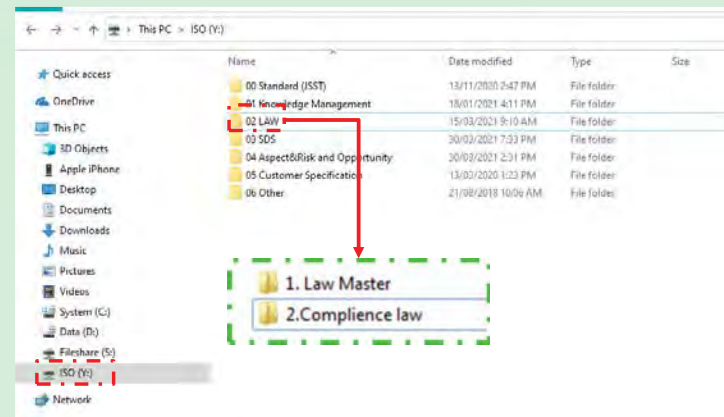 This PC > ISO (Y:)
Name Date modified Type Size
Quick access
OneDrive
This PC
3D Objects
Apple iPhone
Desktop
Documents
Downloads
Music
Pictures
Videos
System (C:)
Data (D:)
Fileshare (S:)
ISO (Y:)
Network
00 Standard (JSST) 13/11/2020 2:47 PM File folder
01 Knowledge Management 18/01/2021 4:11 PM File folder
02 LAW 15/03/2021 9:10 AM File folder
03 SDS 30/03/2021 7:33 PM File folder
04 Aspect&Risk and Opportunity 30/03/2021 2:31 PM File folder
05 Customer Specification 13/03/2020 1:23 PM File folder
06 Other 21/08/2018 10:06 AM File folder
1. Law Master
2.Complience law